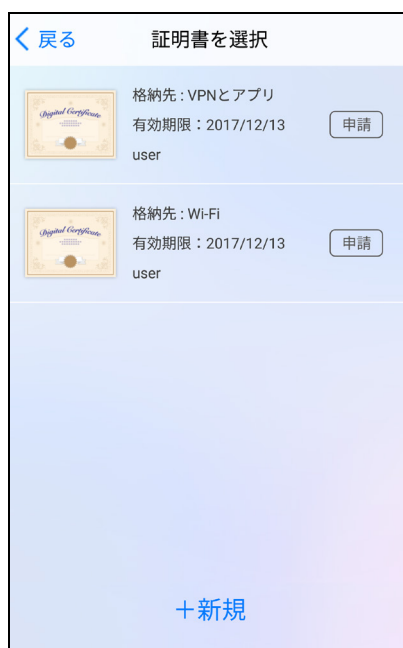 戻る
証明書を選択
Digital Certificate
格納先 : VPNとアプリ
有効期限：2017/12/13
user
申請
Digital Certificate
格納先 : Wi-Fi
有効期限：2017/12/13
user
申請
＋新規